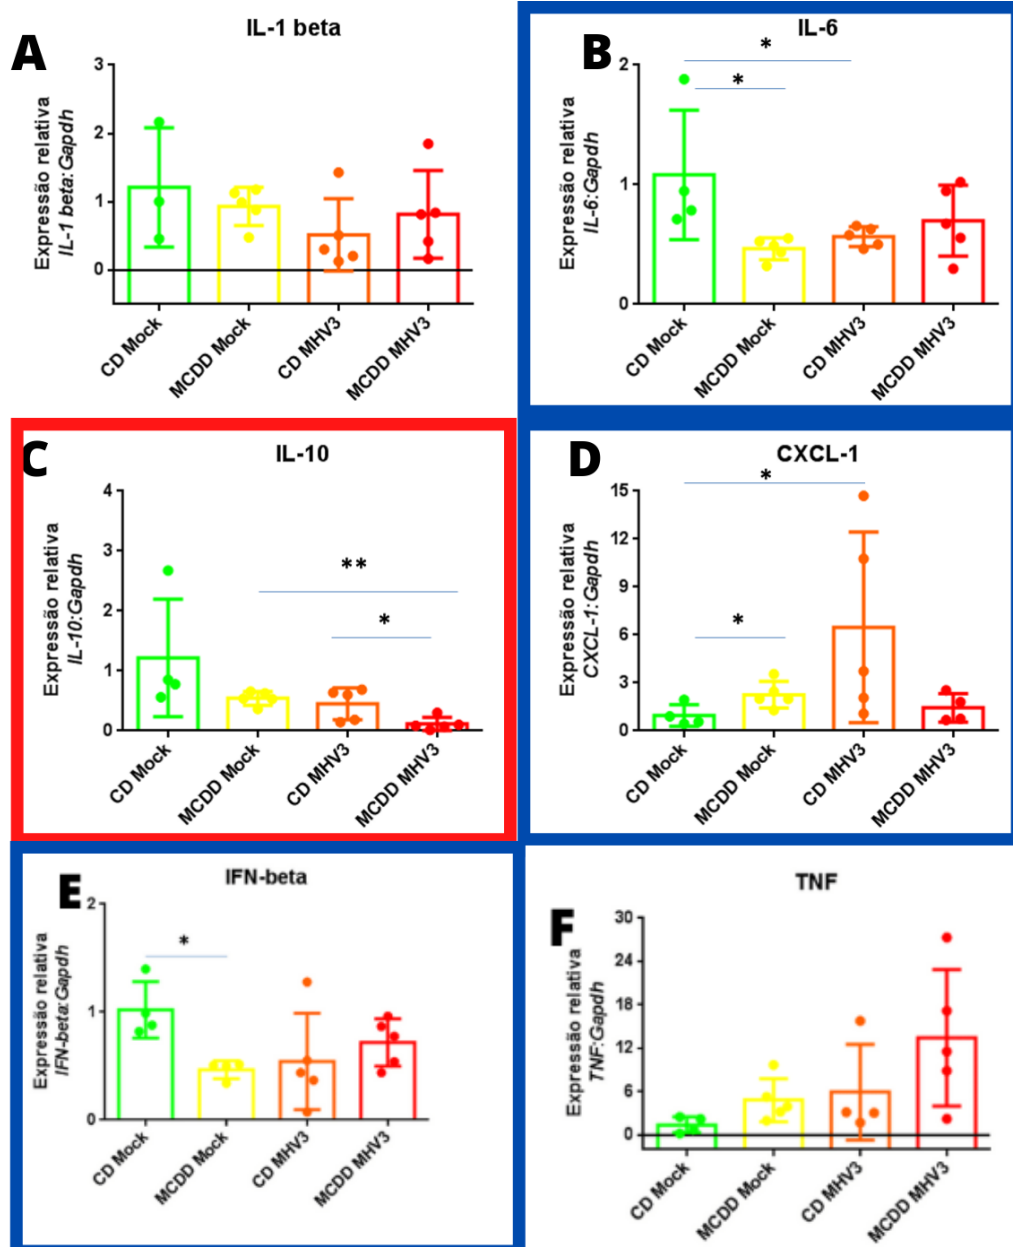 A
IL-1 beta
Expressão relativa
IL-1 beta:Gapdh
3
2
1
0
CD Mock
MCDD Mock
CD MHV3
MCDD MHV3
B
IL-6
*
*
Expressão relativa
IL-6:Gapdh
2
1
0
CD Mock
MCDD Mock
CD MHV3
MCDD MHV3
C
IL-10
**
*
Expressão relativa
IL-10:Gapdh
4
3
2
1
0
CD Mock
MCDD Mock
CD MHV3
MCDD MHV3
D
CXCL-1
*
*
Expressão relativa
CXCL-1:Gapdh
15
12
9
6
3
0
CD Mock
MCDD Mock
CD MHV3
MCDD MHV3
E
IFN-beta
*
Expressão relativa
IFN-beta:Gapdh
2
1
0
CD Mock
MCDD Mock
CD MHV3
MCDD MHV3
F
TNF
Expressão relativa
TNF:Gapdh
30
24
18
12
6
0
CD Mock
MCDD Mock
CD MHV3
MCDD MHV3